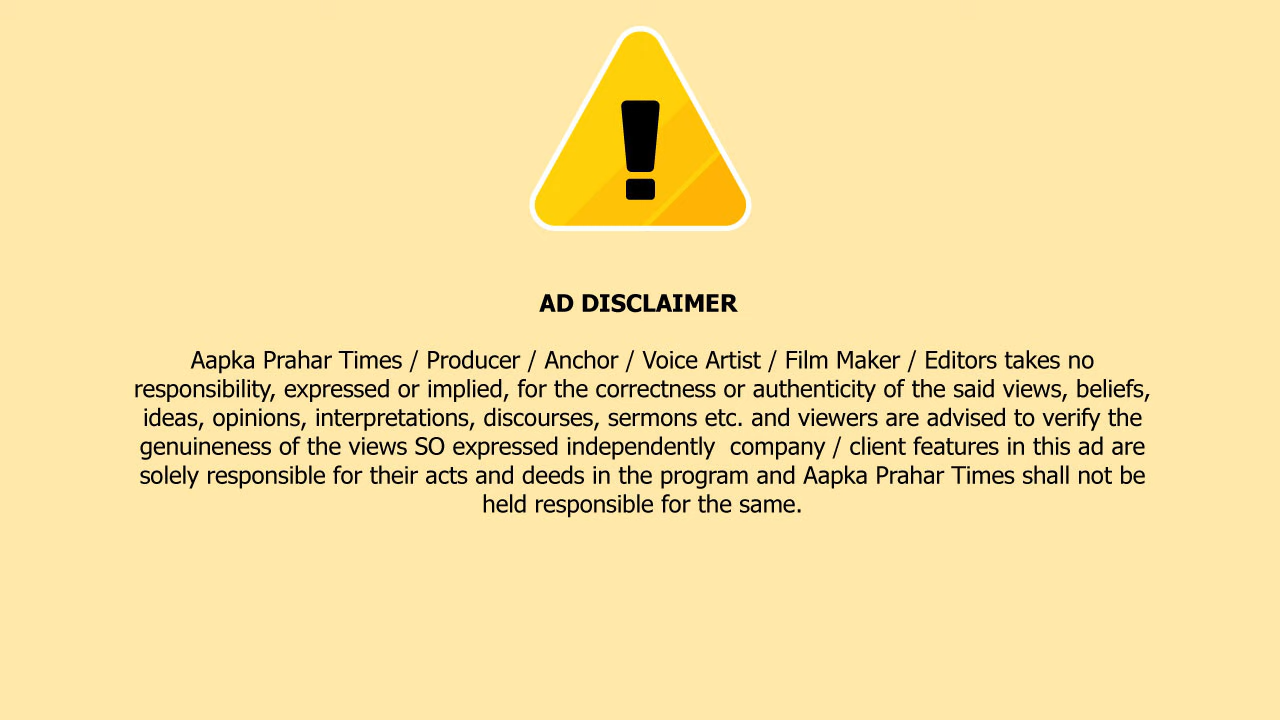 AD DISCLAIMER
Aapka Prahar Times / Producer / Anchor / Voice Artist / Film Maker / Editors takes no
responsibility, expressed or implied, for the correctness or authenticity of the said views, beliefs,
ideas, opinions, interpretations, discourses, sermons etc. and viewers are advised to verify the
genuineness of the views SO expressed independently  company / client features in this ad are
solely responsible for their acts and deeds in the program and Aapka Prahar Times shall not be
held responsible for the same.